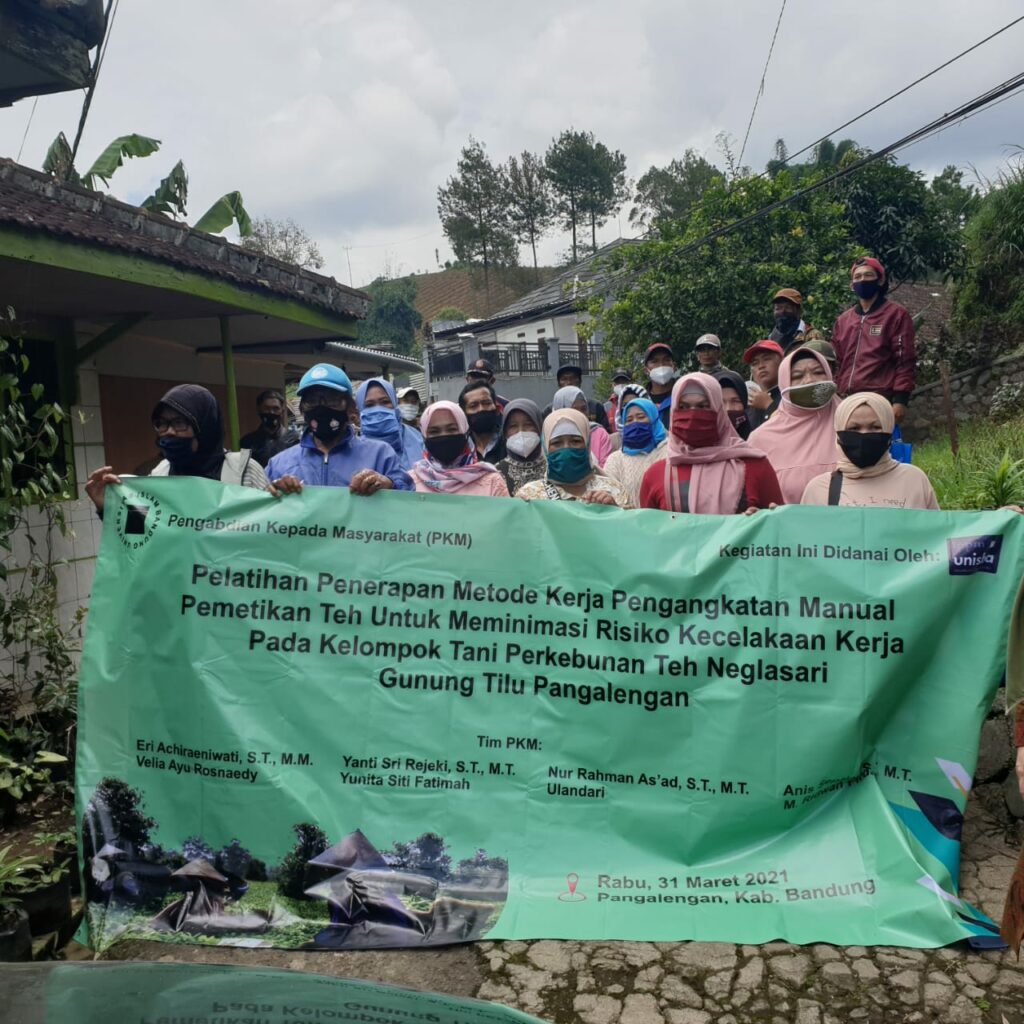 Pengabdian Kepada Masyarakat (PKM)
Kegiatan Ini Didanai Oleh:
unisba
Pelatihan Penerapan Metode Kerja Pengangkatan Manual
Pemetikan Teh Untuk Meminimasi Risiko Kecelakaan Kerja
Pada Kelompok Tani Perkebunan Teh Neglasari
Gunung Tilu Pangalengan
Tim PKM:
Eri Achiraeniwati, S.T., M.M.
Velia Ayu Rosnaedy
Yanti Sri Rejeki, S.T., M.T.
Yunita Siti Fatimah
Nur Rahman As'ad, S.T., M.T.
Ulandari
Anis M.T.
M.
Rabu, 31 Maret 2021
Pangalengan, Kab. Bandung